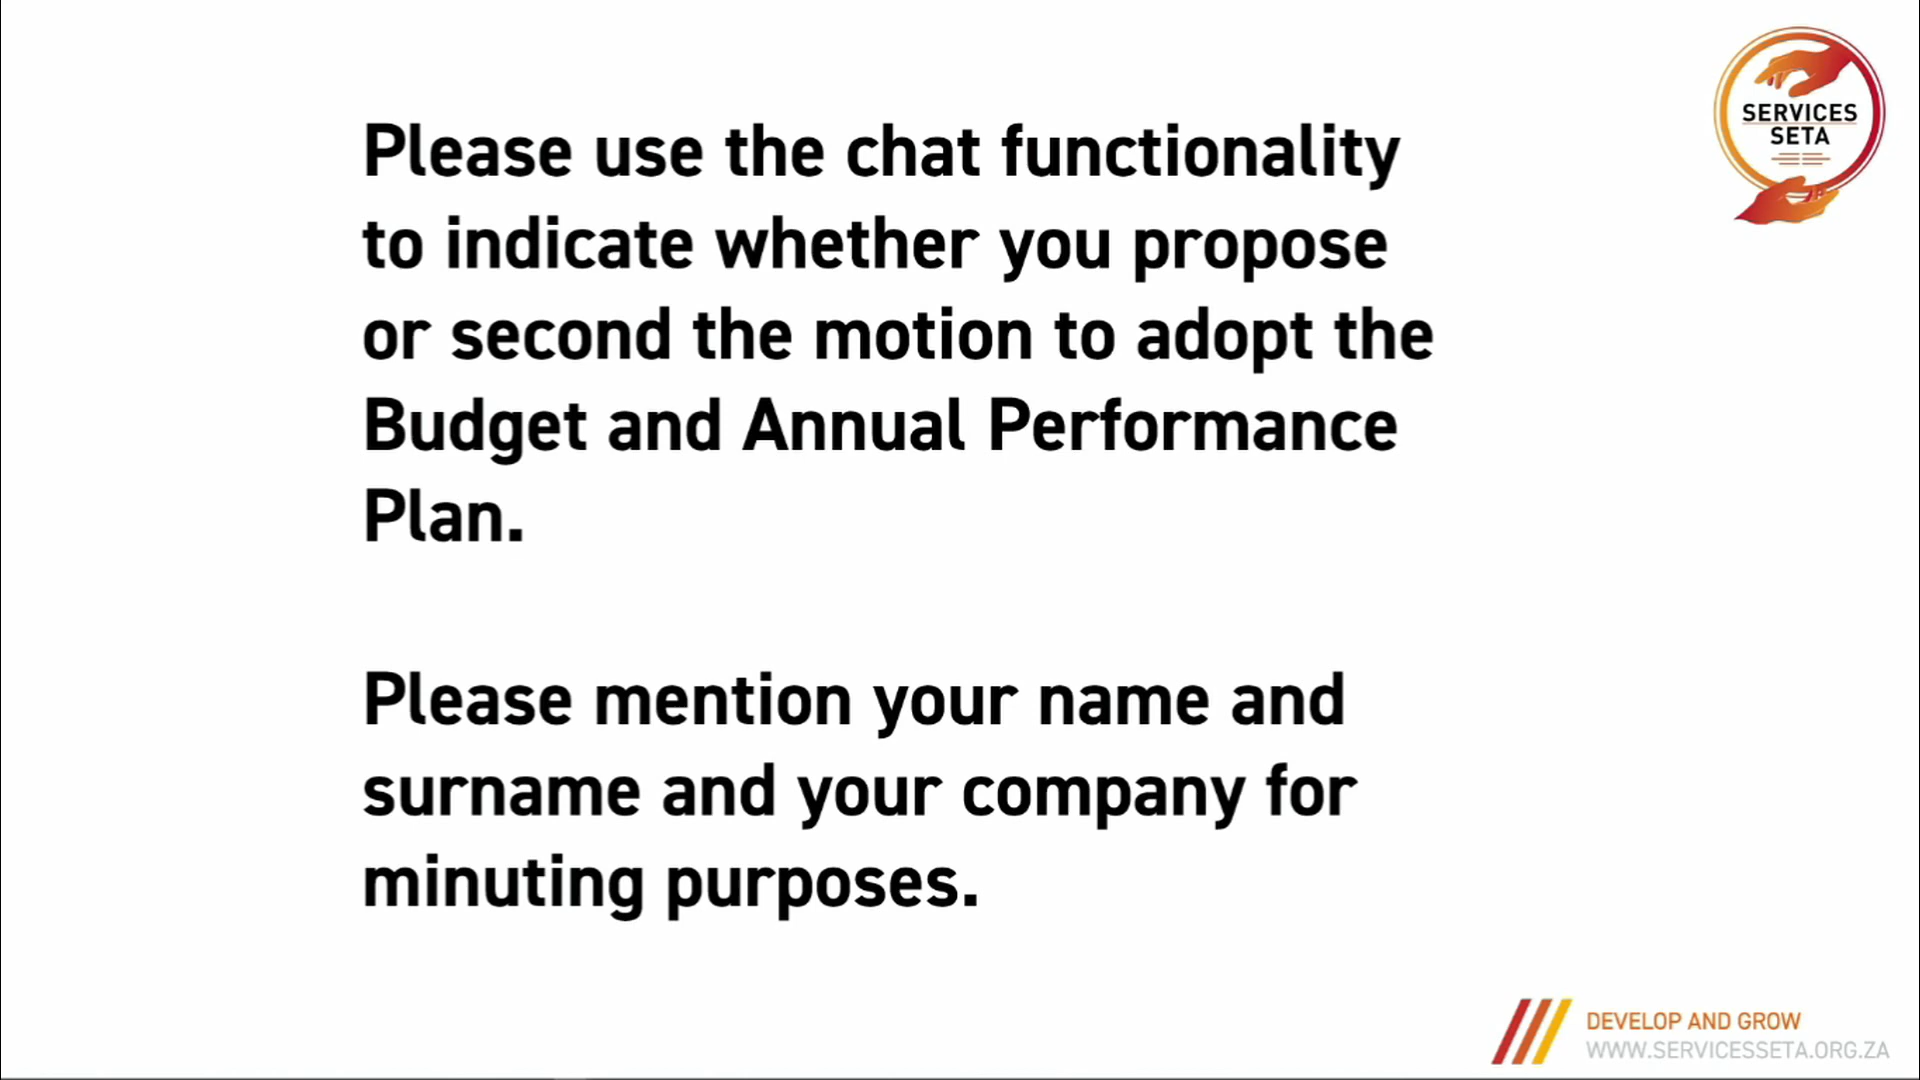 SERVICES
SETA
Please use the chat functionality
to indicate whether you propose
or second the motion to adopt the
Budget and Annual Performance
Plan.
Please mention your name and
surname and your company for
minuting purposes.
DEVELOP AND GROW
WWW.SERVICESSETA.ORG.ZA